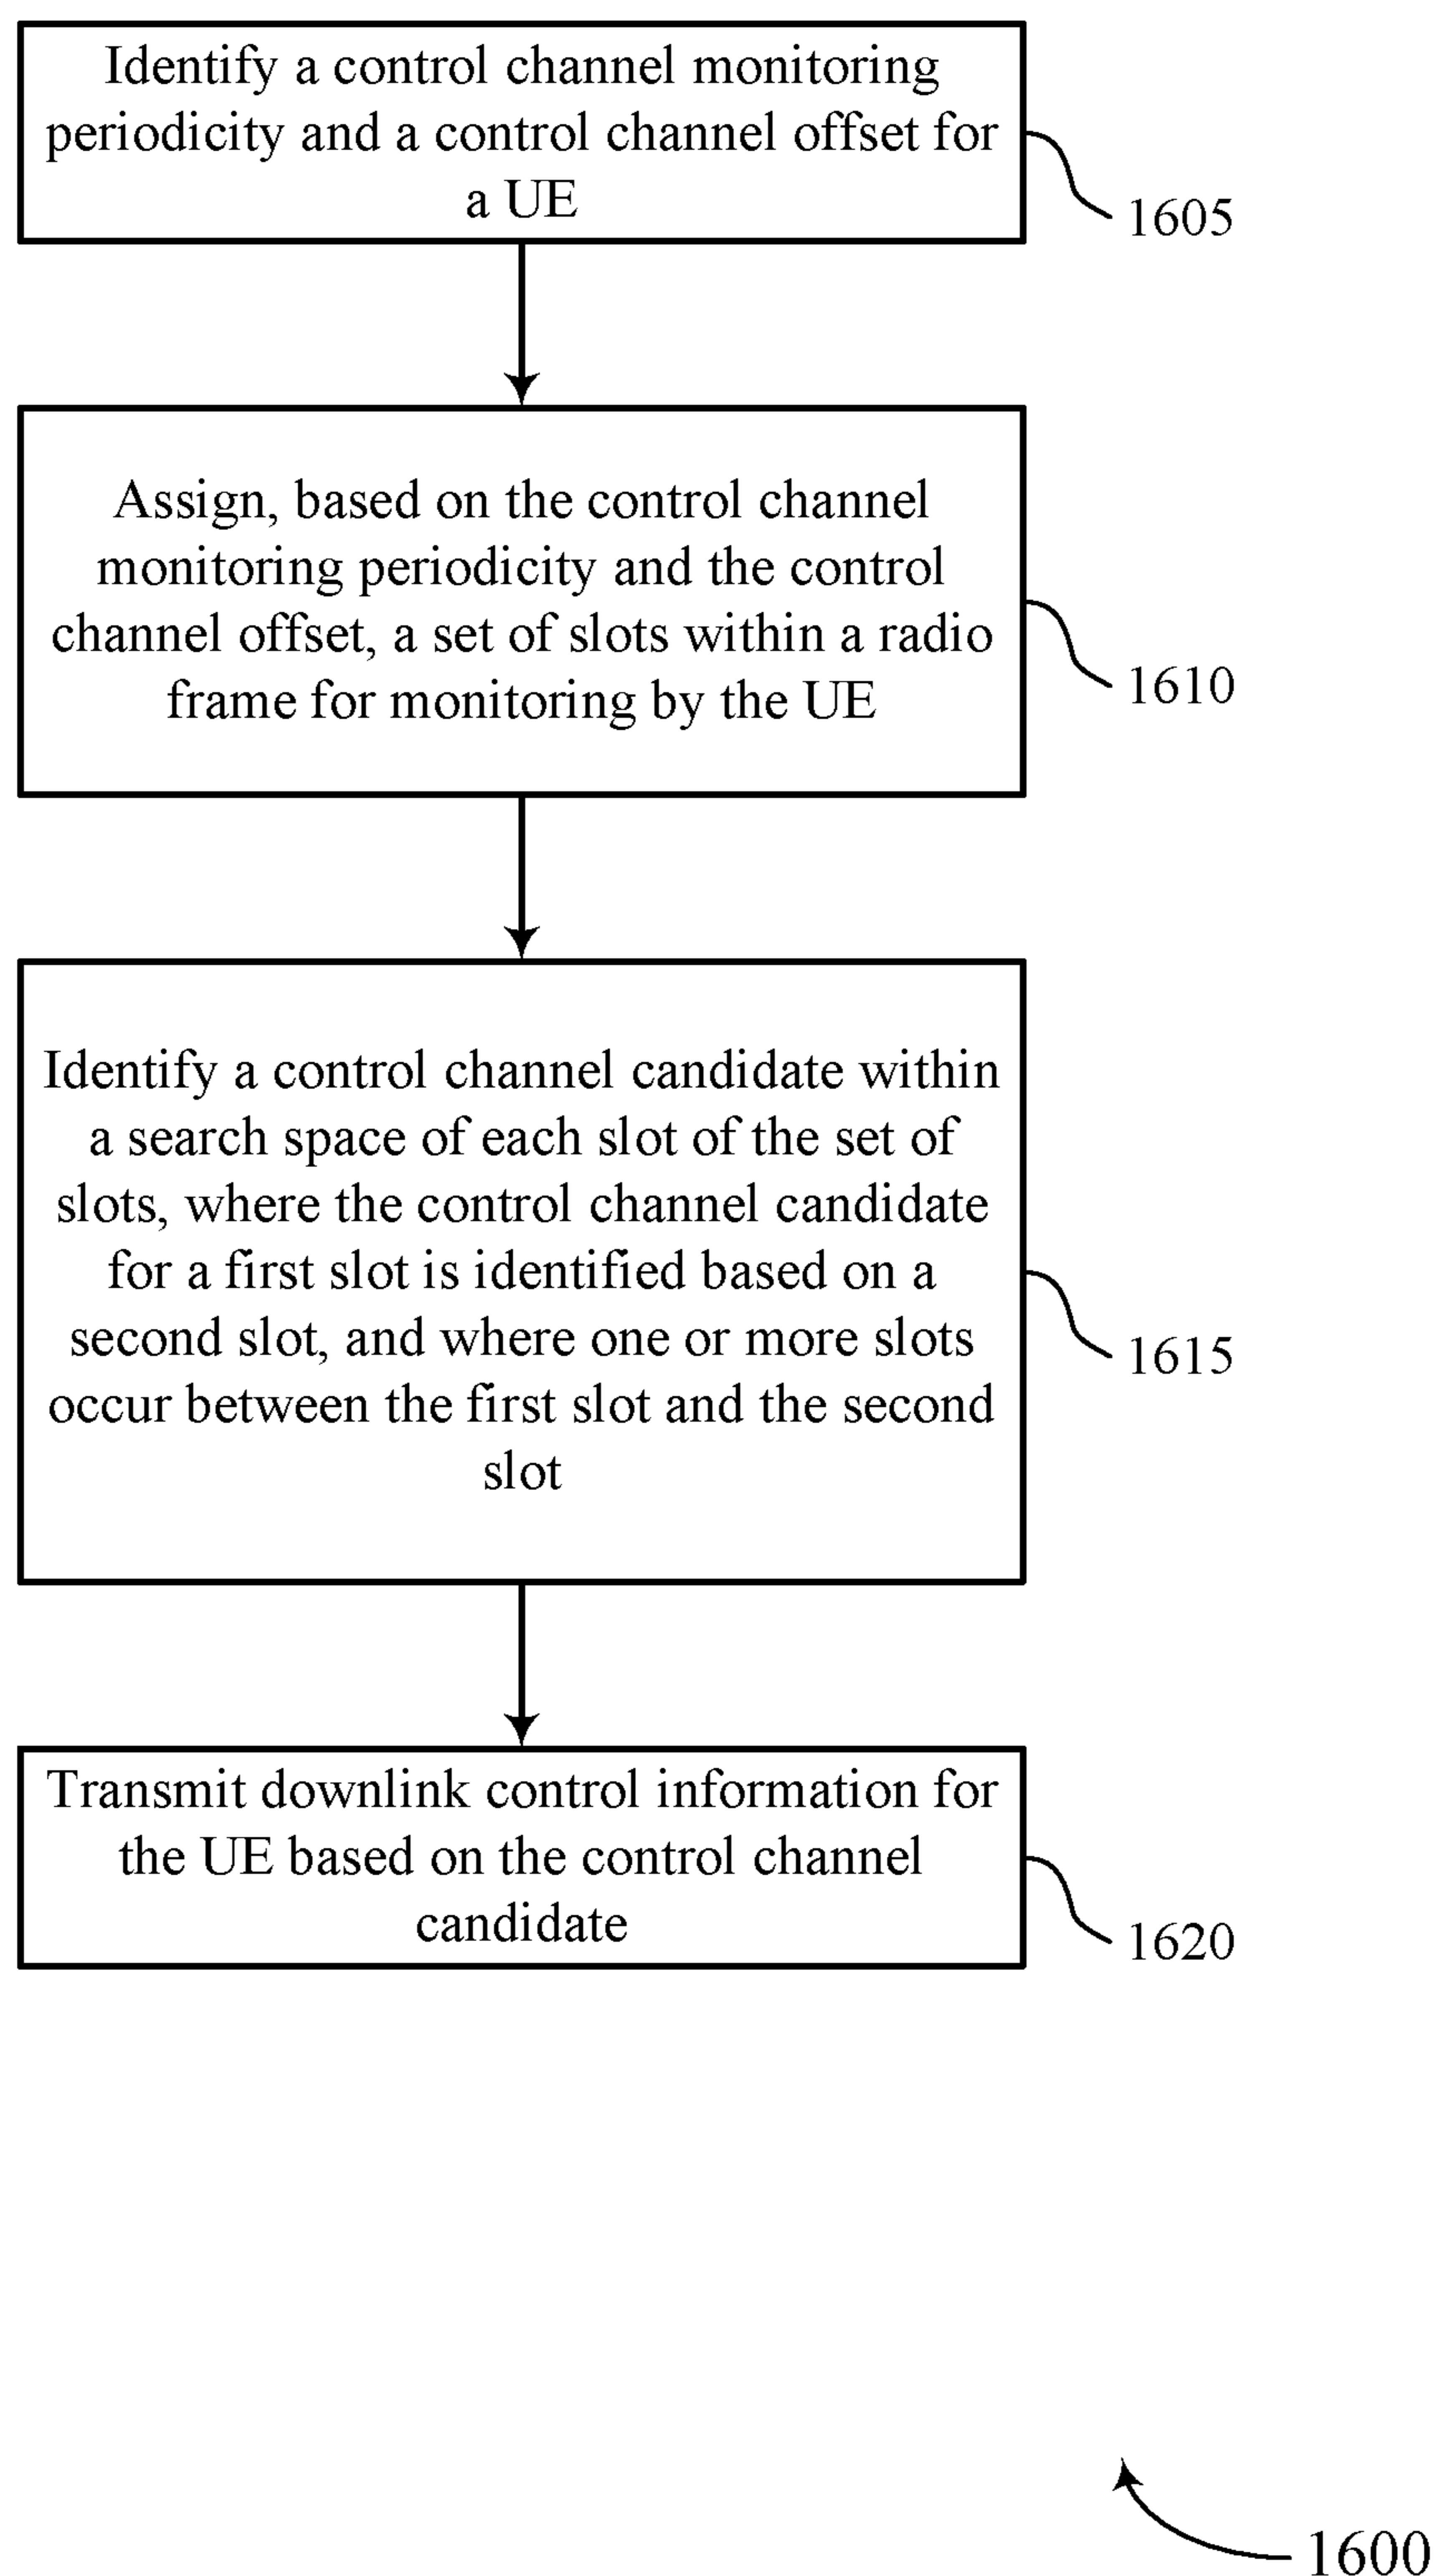 Identify a control channel monitoring
periodicity and a control channel offset for
a UE
1605
Assign, based on the control channel
monitoring periodicity and the control
channel offset, a set of slots within a radio
frame for monitoring by the UE
1610
Identify a control channel candidate within
a search space of each slot of the set of
slots, where the control channel candidate
for a first slot is identified based on a
second slot, and where one or more slots
occur between the first slot and the second
slot
1615
Transmit downlink control information for
the UE based on the control channel
candidate
1620
1600